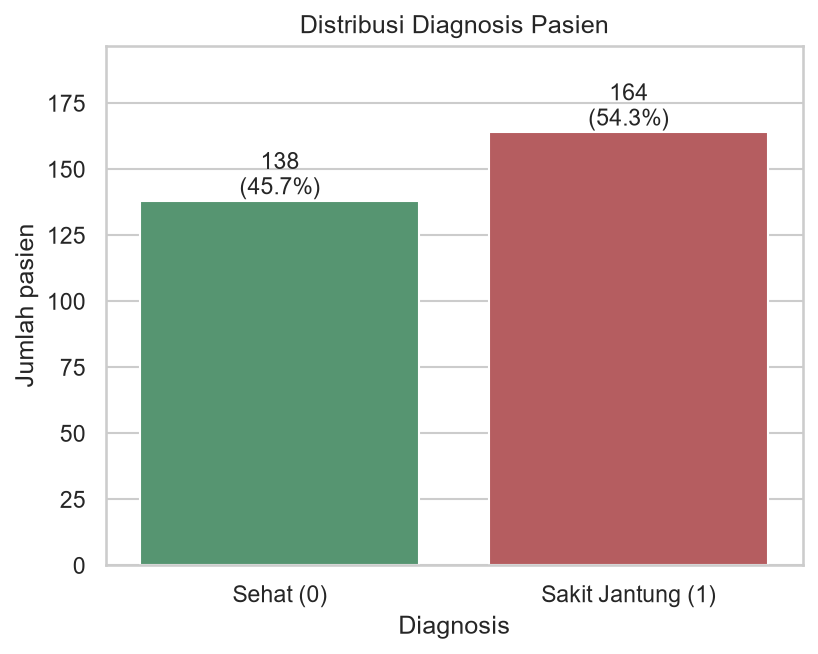 Distribusi Diagnosis Pasien
164
(54.3%)
138
(45.7%)
175
150
125
100
75
50
25
0
Jumlah pasien
Sehat (0)
Sakit Jantung (1)
Diagnosis